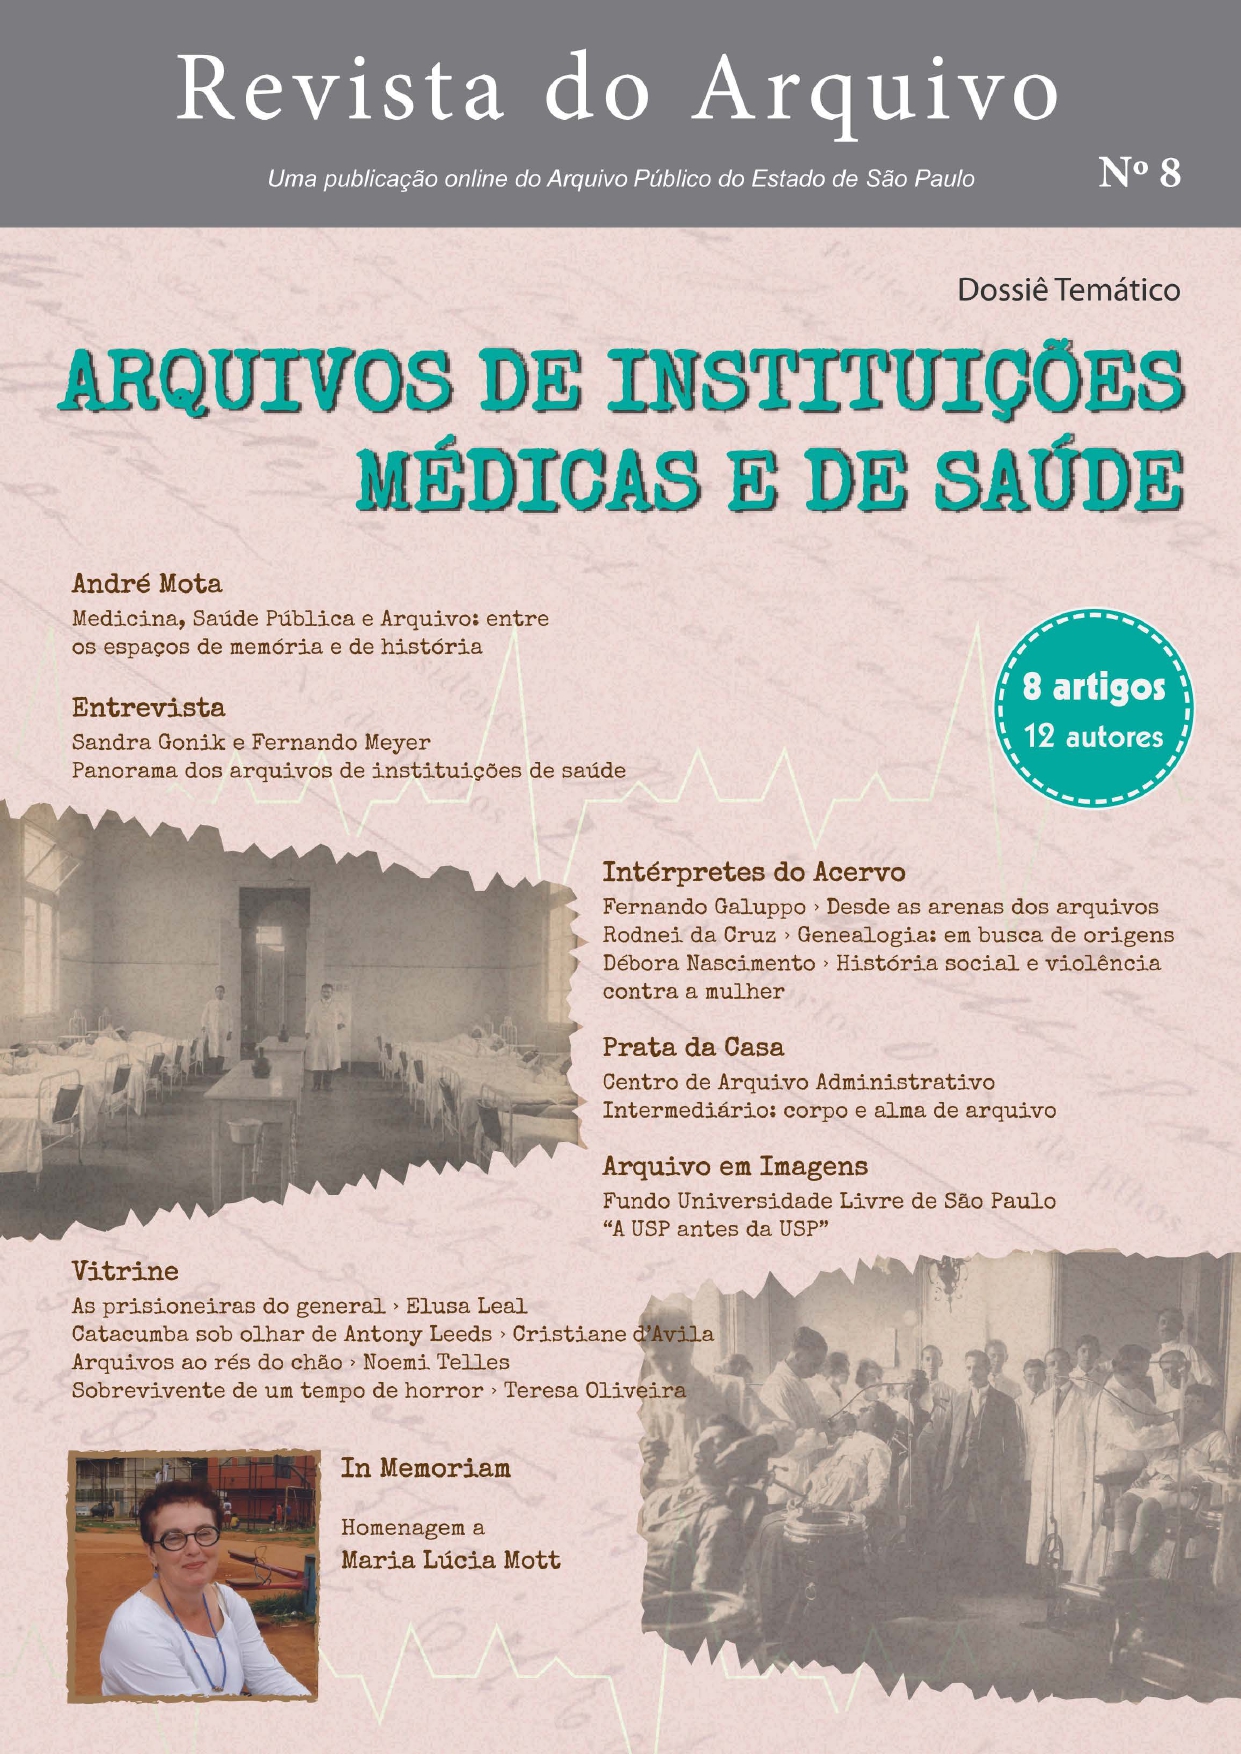 Revista do Arquivo
Uma publicação online do Arquivo Público do Estado de São Paulo
Nº 8
Dossiê Temático
ARQUIVOS DE INSTITUIÇÕES
MÉDICAS E DE SAÚDE
André Mota
Medicina, Saúde Pública e Arquivo: entre
os espaços de memória e de história
Entrevista
Sandra Gonik e Fernando Meyer
Panorama dos arquivos de instituições de saúde
8 artigos
12 autores
Intérpretes do Acervo
Fernando Galuppo › Desde as arenas dos arquivos
Rodnei da Cruz › Genealogia: em busca de origens
Débora Nascimento › História social e violência
contra a mulher
Prata da Casa
Centro de Arquivo Administrativo
Intermediário: corpo e alma de arquivo
Arquivo em Imagens
Fundo Universidade Livre de São Paulo
“A USP antes da USP”
Vitrine
As prisioneiras do general › Elusa Leal
Catacumba sob olhar de Antony Leeds › Cristiane d’Avila
Arquivos ao rés do chão › Noemi Telles
Sobrevivente de um tempo de horror › Teresa Oliveira
In Memoriam
Homenagem a
Maria Lúcia Mott